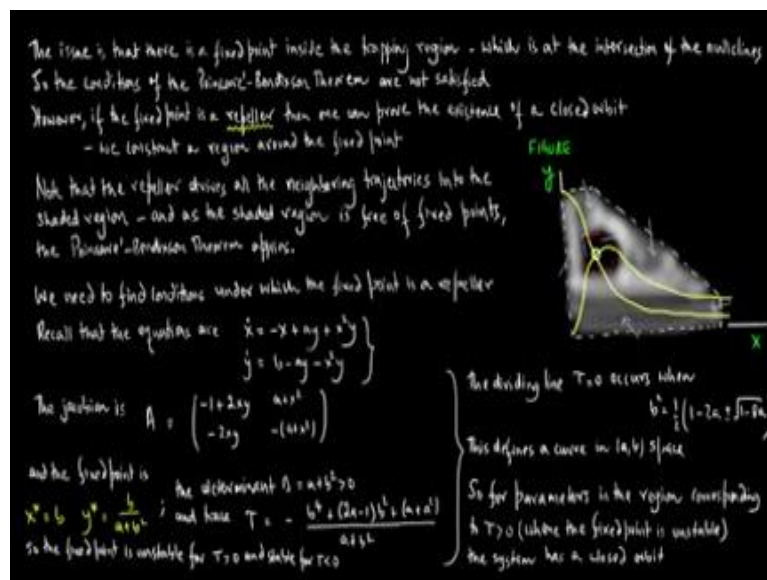 The issue is that there is a fixed point inside the trapping region - which is at the intersection of the nullclines
So the conditions of the Poincaré-Bendixson Theorem are not satisfied
However, if the fixed point is a repeller then one can prove the existence of a closed orbit
- we construct a region around the fixed point
Note that the repeller drives all the neighboring trajectories into the
shaded region - and as the shaded region is free of fixed points,
the Poincaré-Bendixson Theorem applies.
We need to find conditions under which the fixed point is a repeller
Recall that the equations are ẋ = -x + ay + x²y
ẏ = b - ay - x²y
The jacobian is A = ( -1+2xy a+x²
-2xy -(a+x²) )
and the fixed point is
x* = b y* = b/(a+b²) ;
the determinant Δ = a+b² > 0
and trace T = - (b⁴ + (2a-1)b² + (a+a²))/(a+b²)
So the fixed point is unstable for T>0 and stable for T<0
FIGURE
y
x
The dividing line T=0 occurs when
b² = ½(1-2a ± √1-8a
This defines a curve in (a,b) space
So for parameters in the region corresponding
to T>0 (where the fixed point is unstable)
the system has a closed orbit